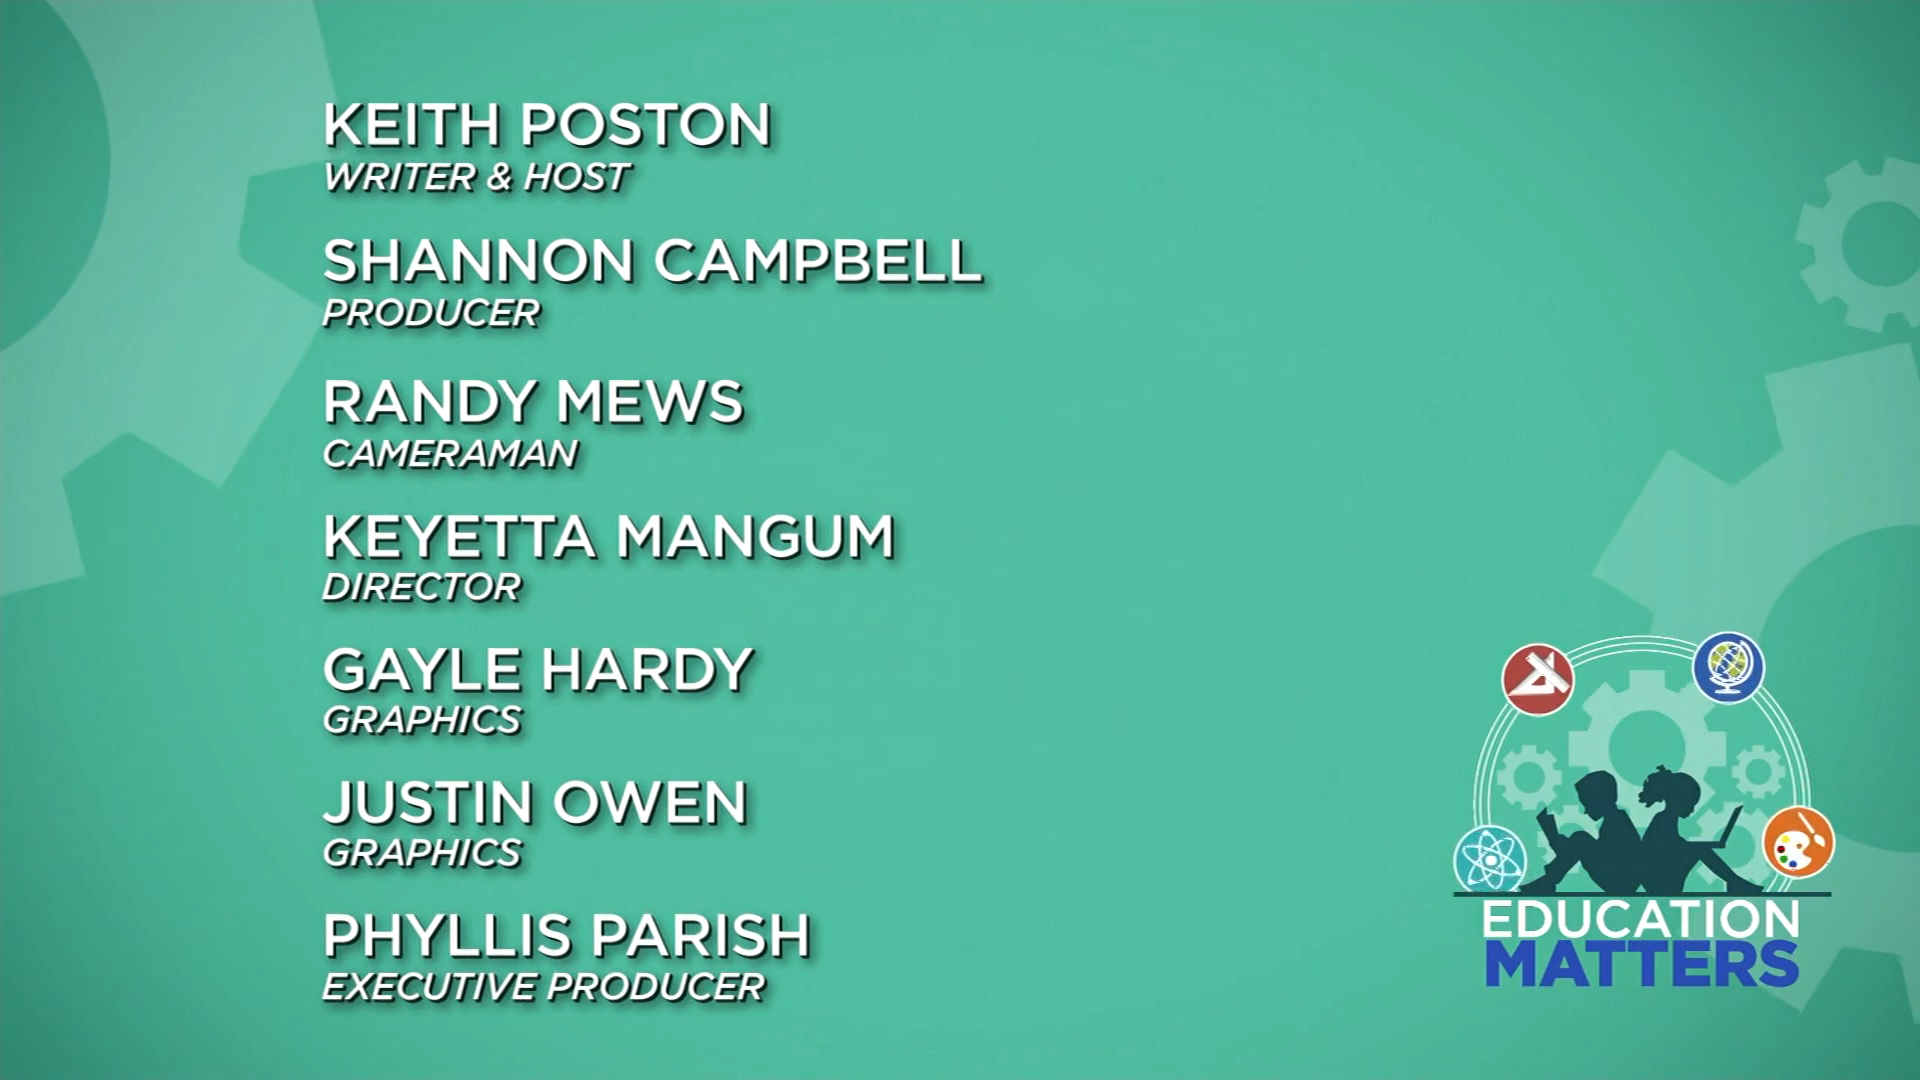 KEITH POSTON
WRITER & HOST
SHANNON CAMPBELL
PRODUCER
RANDY MEWS
CAMERAMAN
KEYETTA MANGUM
DIRECTOR
GAYLE HARDY
GRAPHICS
JUSTIN OWEN
GRAPHICS
PHYLLIS PARISH
EXECUTIVE PRODUCER
EDUCATION
MATTERS